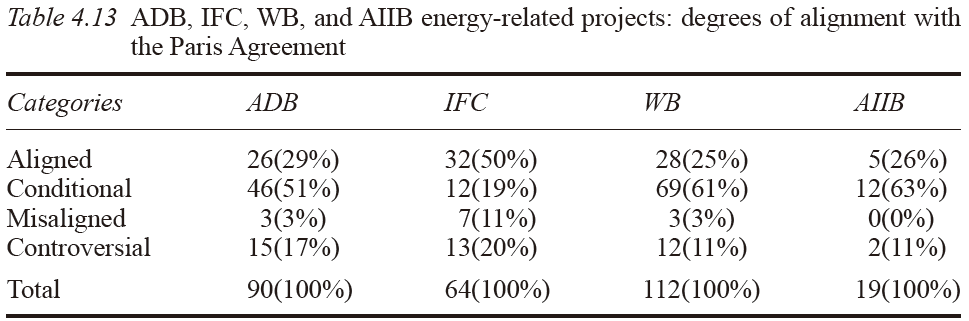 Table 4.13 ADB, IFC, WB, and AIIB energy-related projects: degrees of alignment with
the Paris Agreement
Categories ADB IFC WB AIIB
Aligned 26(29%) 32(50%) 28(25%) 5(26%)
Conditional 46(51%) 12(19%) 69(61%) 12(63%)
Misaligned 3(3%) 7(11%) 3(3%) 0(0%)
Controversial 15(17%) 13(20%) 12(11%) 2(11%)
Total 90(100%) 64(100%) 112(100%) 19(100%)